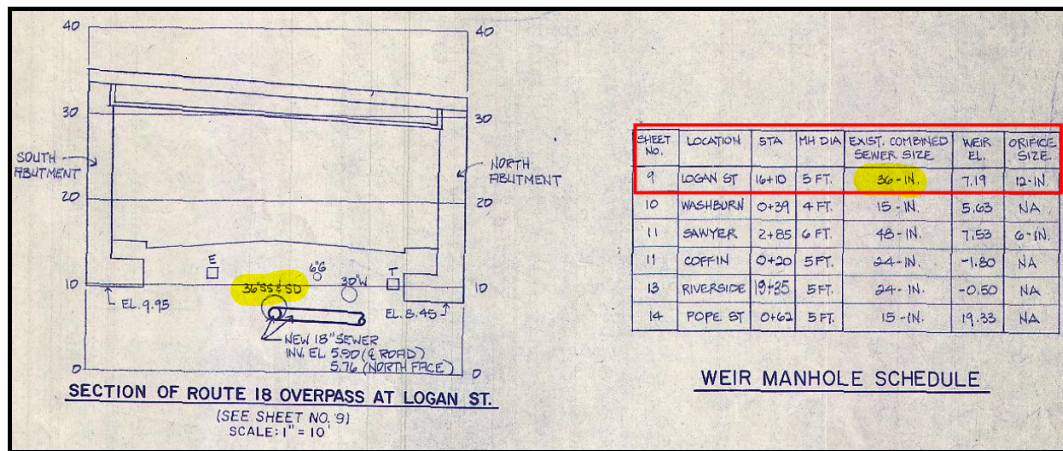 40
40
30
30
SOUTH
ABUTMENT
NORTH
ABUTMENT
20
20
E
6"G
30"W
T
10
36"SS & SD
10
EL. 9.95
EL. 8.45
NEW 18" SEWER
INV. EL. 5.90 (℄ ROAD)
5.76 (NORTH FACE)
0
0
SECTION OF ROUTE 18 OVERPASS AT LOGAN ST.
(SEE SHEET NO. 9)
SCALE: 1" = 10'
SHEET NO. LOCATION STA MH DIA EXIST. COMBINED SEWER SIZE WEIR EL. ORIFICE SIZE
9 LOGAN ST 16+10 5 FT. 36-IN. 7.19 12-IN.
10 WASHBURN 0+39 4 FT. 15-IN. 5.63 NA
11 SAWYER 2+85 6 FT. 48-IN. 7.53 6-IN.
11 COFFIN 0+20 5 FT. 24-IN. -1.80 NA
13 RIVERSIDE 19+35 5 FT. 24-IN. -0.50 NA
14 POPE ST 0+62 5 FT. 15-IN. 19.33 NA
WEIR MANHOLE SCHEDULE